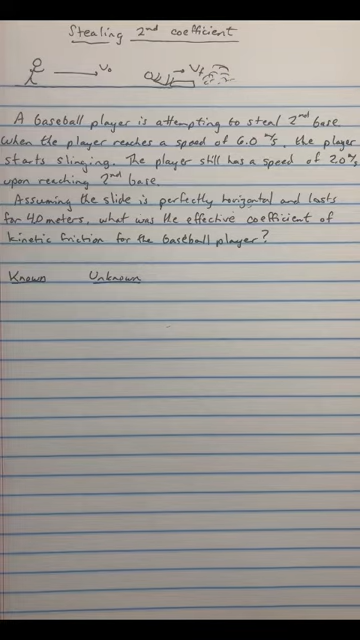 Stealing 2nd coefficient
Vo
Vf
A baseball player is attempting to steal 2nd base
When the player reaches a speed of 6.0 m/s, the player
starts slinging. The player still has a speed of 2.0 m/s
upon reaching 2nd base.
Assuming the slide is perfectly horizontal and lasts
for 4.0 meters, what was the effective coefficient of
kinetic friction for the baseball player?
Known Unknown